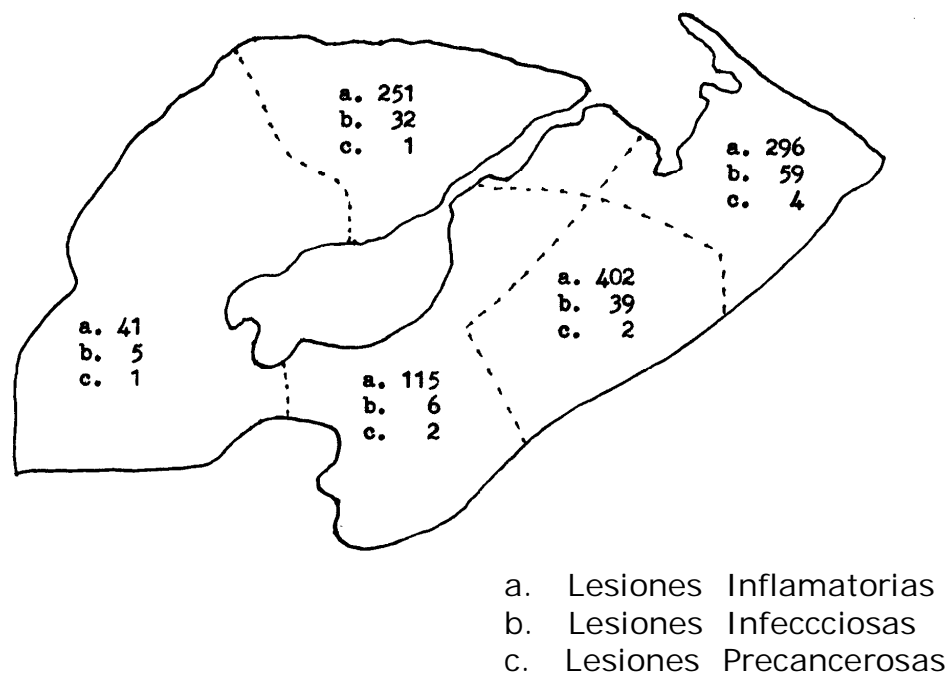 a. 251
b. 32
c. 1
a. 296
b. 59
c. 4
a. 402
b. 39
c. 2
a. 41
b. 5
c. 1
a. 115
b. 6
c. 2
a. Lesiones Inflamatorias
b. Lesiones Infeccciosas
c. Lesiones Precancerosas